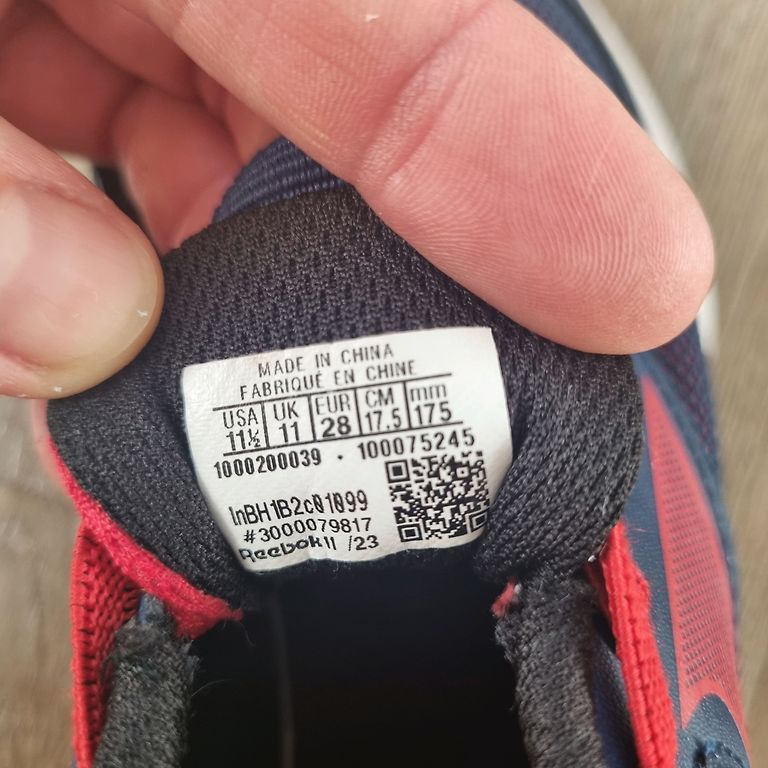 MADE IN CHINA
FABRIQUÉ EN CHINE
USA UK EUR CM mm
11½ 11 28 17.5 175
1000200039 · 100075245
InBH1B2c01099
#3000079817
Reebok 11 /23